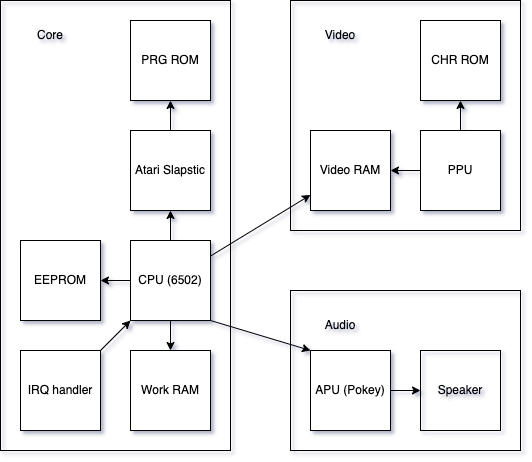 Core
PRG ROM
Atari Slapstic
EEPROM
CPU (6502)
IRQ handler
Work RAM
Video
CHR ROM
Video RAM
PPU
Audio
APU (Pokey)
Speaker